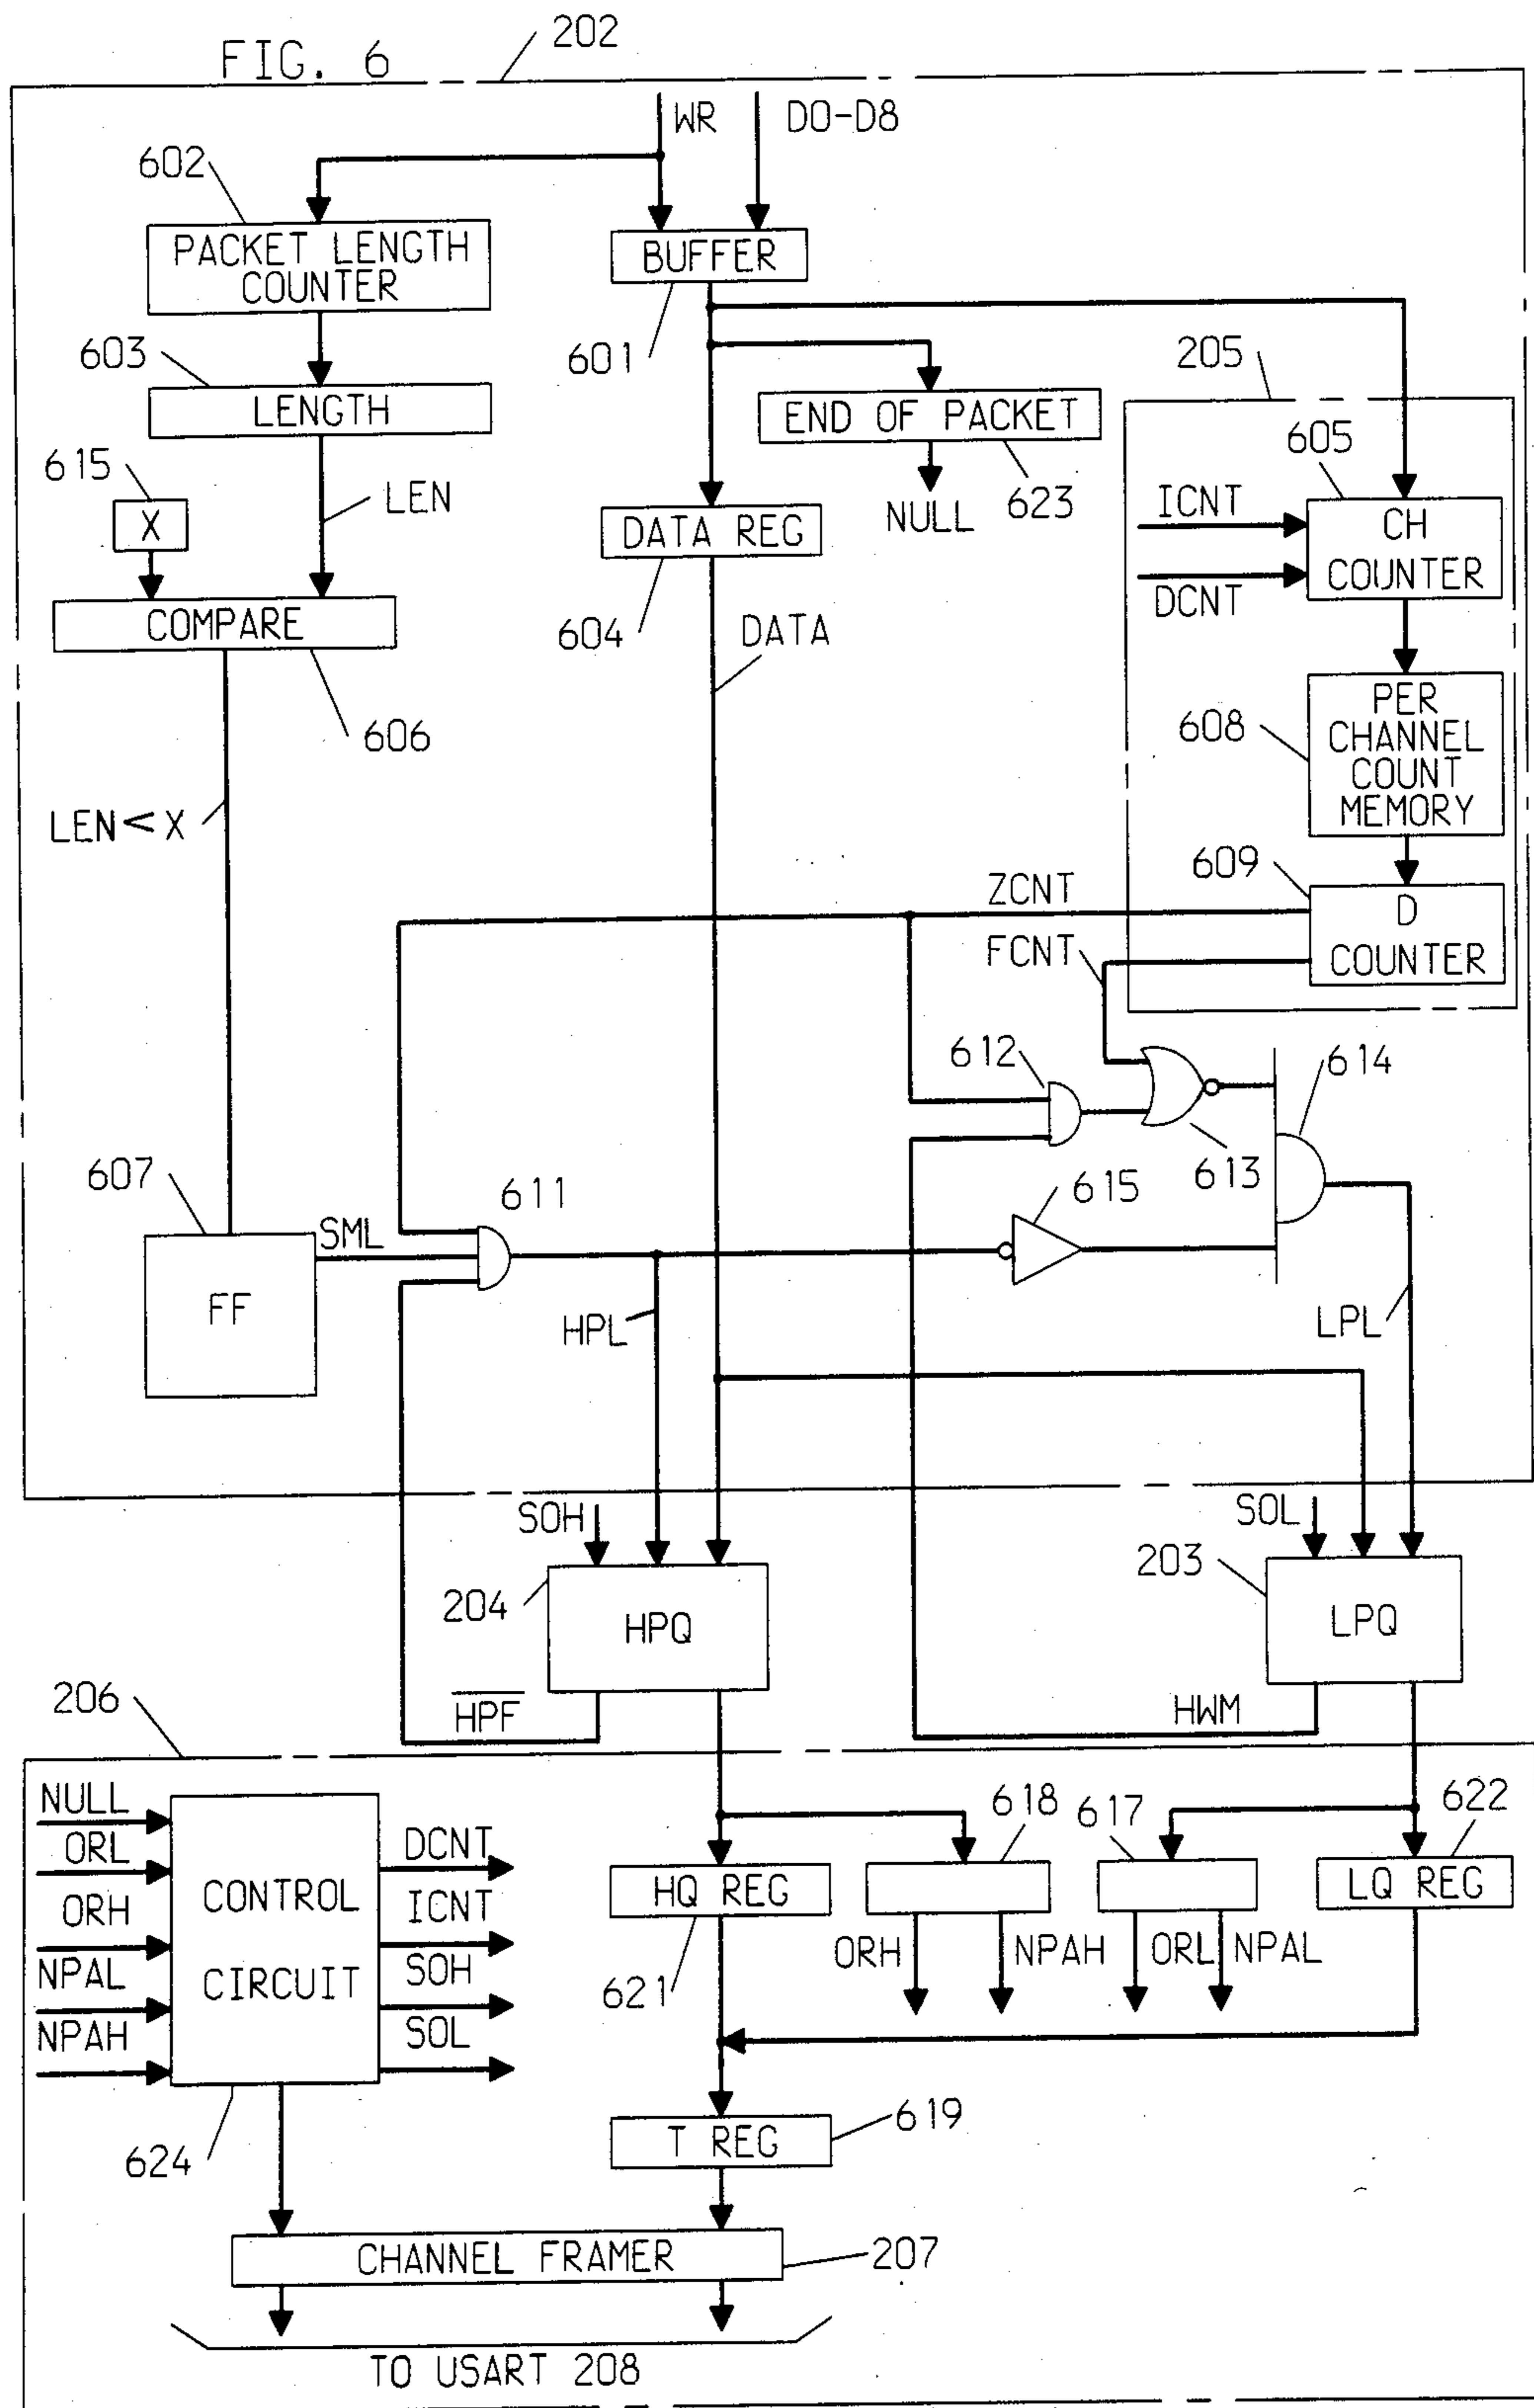 FIG. 6
202
WR
D0-D8
602
PACKET LENGTH
COUNTER
BUFFER
601
603
LENGTH
205
END OF PACKET
623
NULL
615
X
LEN
605
ICNT
CH
COUNTER
DCNT
DATA REG
604
DATA
COMPARE
606
LEN < X
608
PER
CHANNEL
COUNT
MEMORY
609
D
COUNTER
ZCNT
FCNT
612
613
614
607
FF
SML
611
615
HPL
LPL
SOH
SOL
204
HPQ
203
LPQ
HPF
HWM
206
NULL
ORL
ORH
NPAL
NPAH
CONTROL
CIRCUIT
DCNT
ICNT
SOH
SOL
624
HQ REG
621
618
617
622
LQ REG
ORH
NPAH
ORL
NPAL
T REG
619
CHANNEL FRAMER
207
TO USART 208